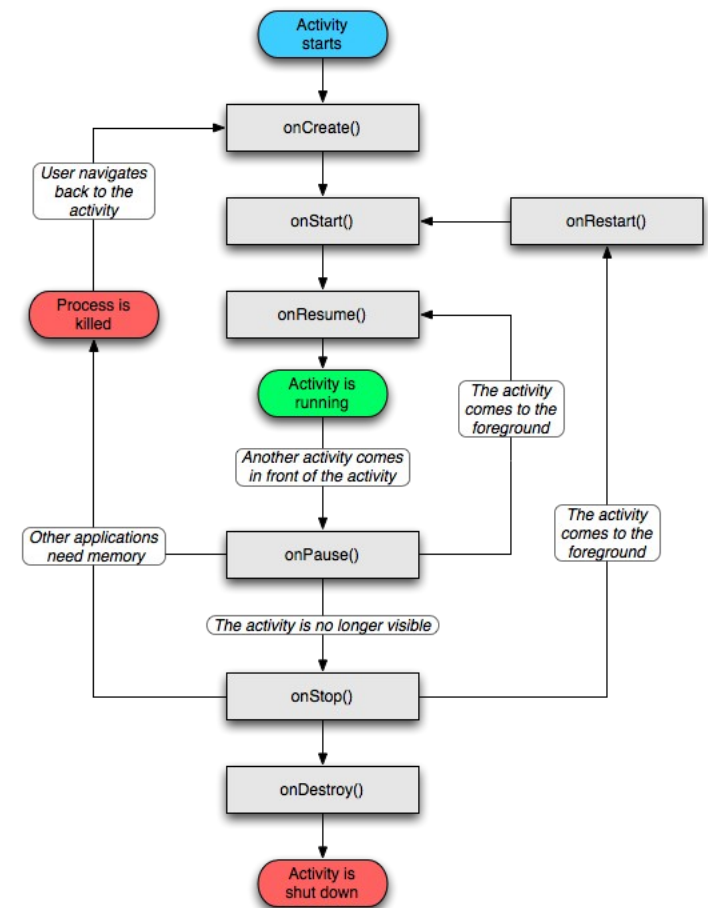 Activity
starts
onCreate()
User navigates
back to the
activity
onStart()
onRestart()
Process is
killed
onResume()
Activity is
running
The activity
comes to the
foreground
Another activity comes
in front of the activity
The activity
comes to the
foreground
Other applications
need memory
onPause()
The activity is no longer visible
onStop()
onDestroy()
Activity is
shut down